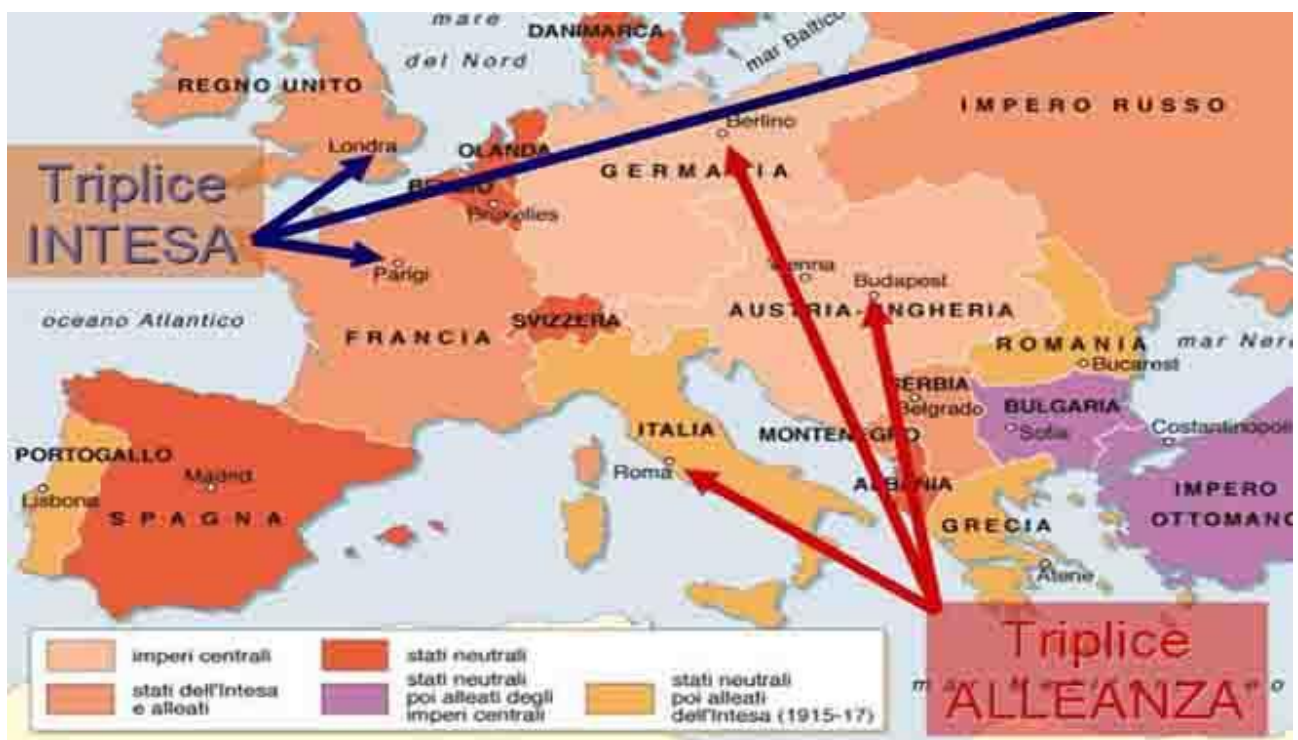 mare
del Nord
DANIMARCA
mar Baltico
REGNO UNITO
IMPERO RUSSO
Londra
OLANDA
Berlino
GERMANIA
Triplice
INTESA
BELGIO
Bruxelles
Parigi
Vienna
Budapest
AUSTRIA-UNGHERIA
oceano Atlantico
FRANCIA
SVIZZERA
ROMANIA
mar Nero
Bucarest
SERBIA
Belgrado
BULGARIA
Sofia
Costantinopoli
PORTOGALLO
Lisbona
Madrid
SPAGNA
ITALIA
Roma
MONTENEGRO
ALBANIA
GRECIA
Atene
IMPERO
OTTOMANO
imperi centrali
stati dell'Intesa
e alleati
stati neutrali
stati neutrali
poi alleati degli
imperi centrali
stati neutrali
poi alleati
dell'Intesa (1915-17)
Triplice
ALLEANZA